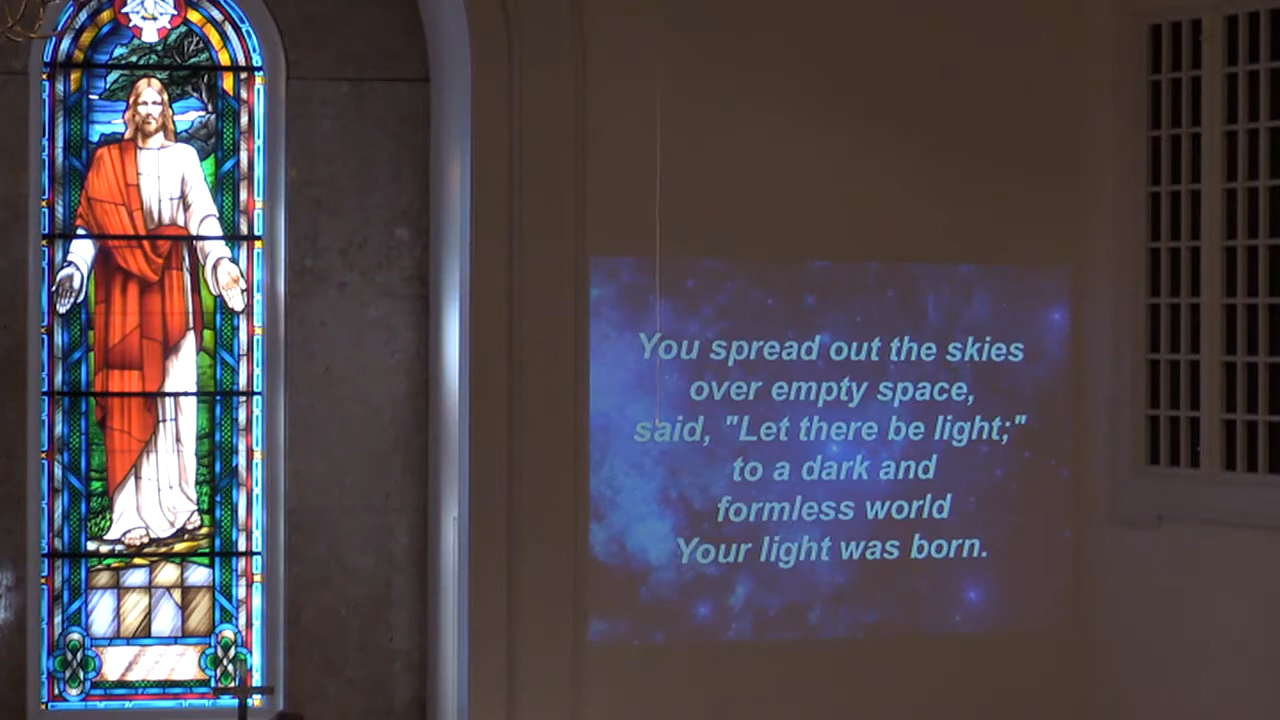 You spread out the skies
over empty space,
said, "Let there be light;"
to a dark and
formless world
Your light was born.